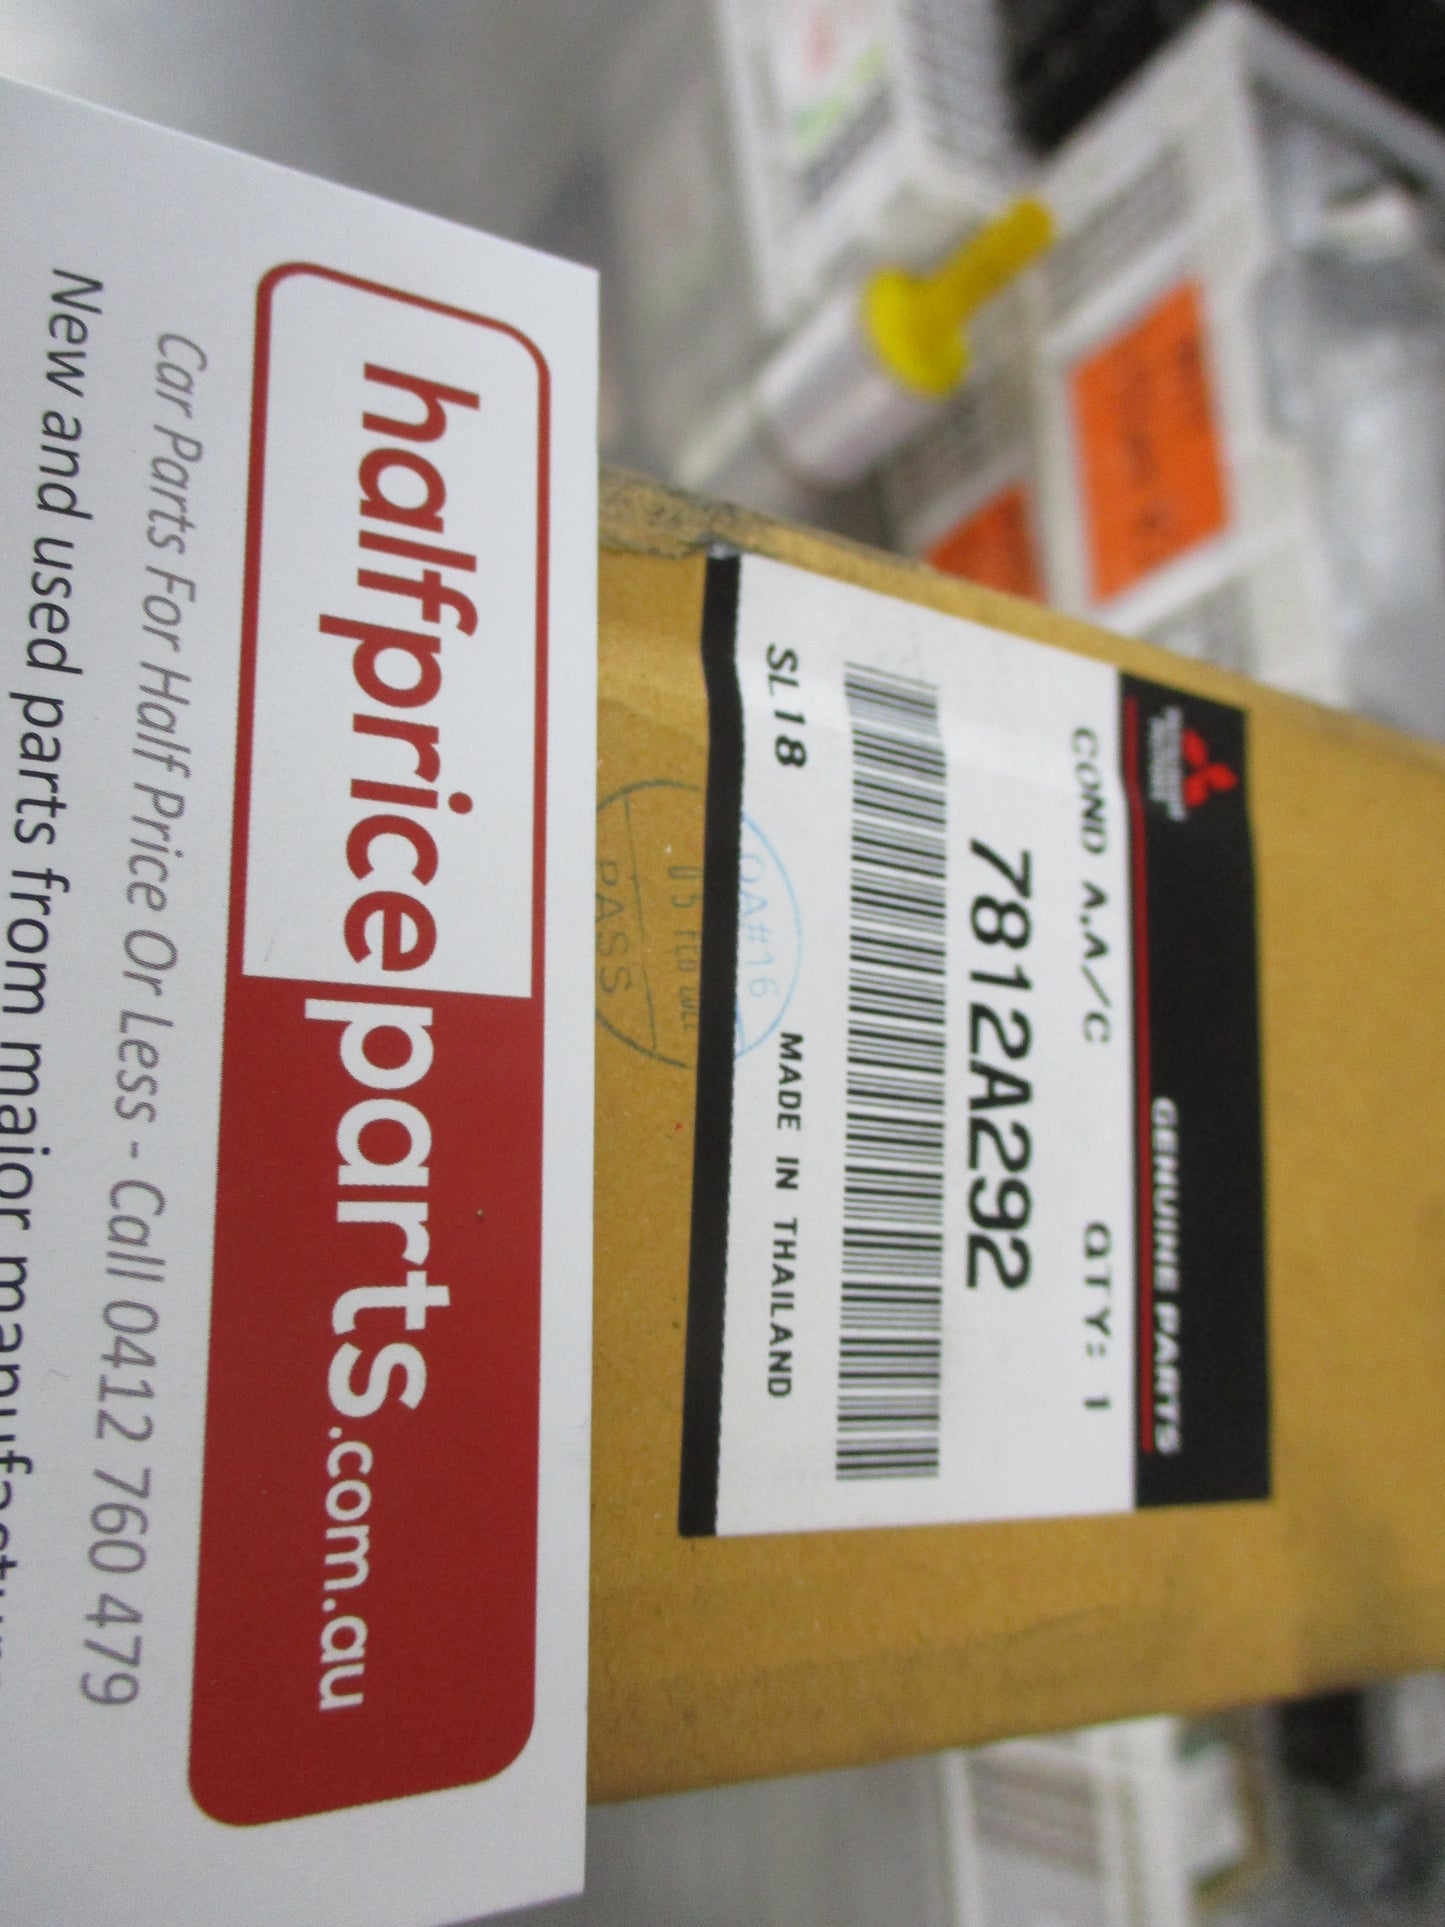 GENUINE PARTS
COND A,A/C QTY: 1
7812A292
SL18 MADE IN THAILAND
QA#16
PASS
halfpriceparts.com.au
Car Parts For Half Price Or Less - Call 0412 760 479
New and used parts from major